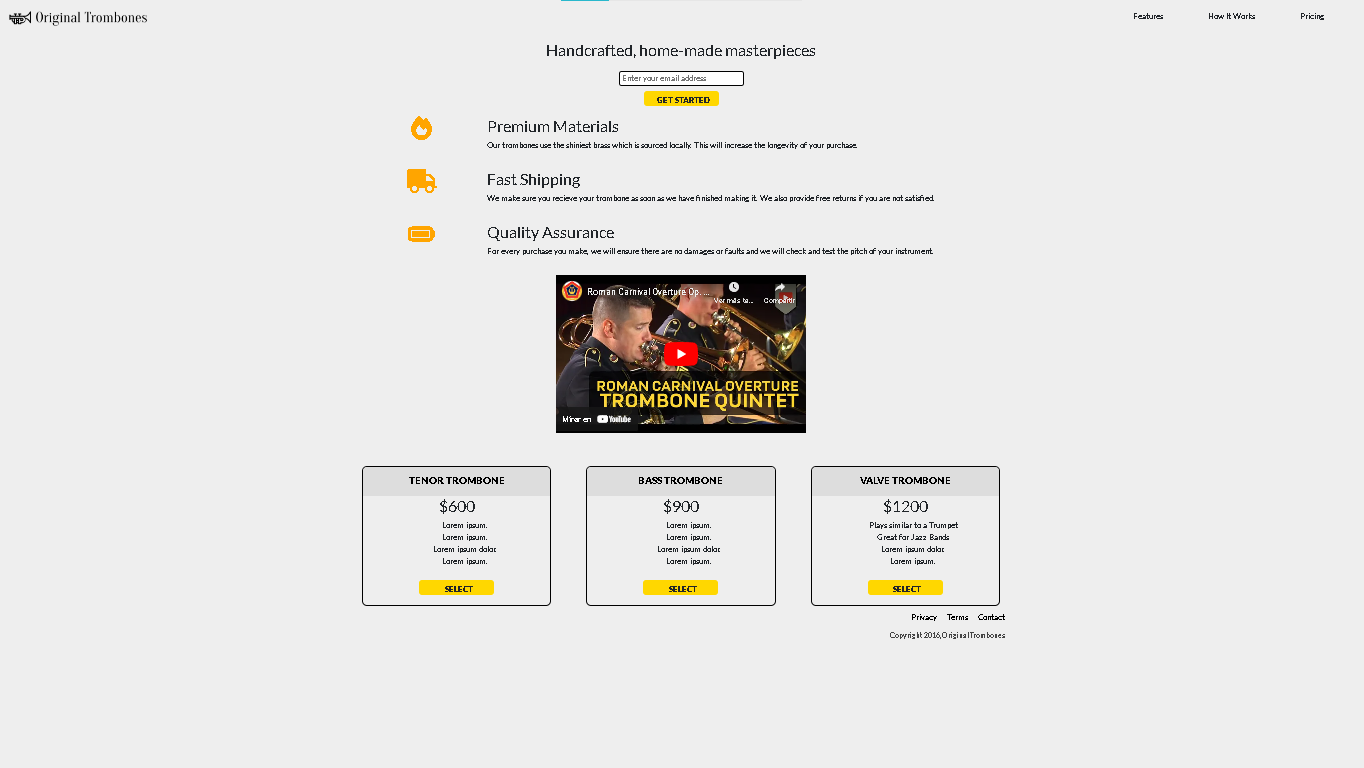 Original Trombones
Features
How It Works
Pricing
Handcrafted, home-made masterpieces
Enter your email address
GET STARTED
Premium Materials
Our trombones use the shiniest brass which is sourced locally. This will increase the longevity of your purchase.
Fast Shipping
We make sure you recieve your trombone as soon as we have finished making it. We also provide free returns if you are not satisfied.
Quality Assurance
For every purchase you make, we will ensure there are no damages or faults and we will check and test the pitch of your instrument.
Roman Carnival Overture Op. ...
Ver más ta...
Compartir
ROMAN CARNIVAL OVERTURE
TROMBONE QUINTET
Mirar en YouTube
TENOR TROMBONE
$600
Lorem ipsum.
Lorem ipsum.
Lorem ipsum dolor.
Lorem ipsum.
SELECT
BASS TROMBONE
$900
Lorem ipsum.
Lorem ipsum.
Lorem ipsum dolor.
Lorem ipsum.
SELECT
VALVE TROMBONE
$1200
Plays similar to a Trumpet
Great for Jazz Bands
Lorem ipsum dolor.
Lorem ipsum.
SELECT
Privacy
Terms
Contact
Copyright 2016, Original Trombones